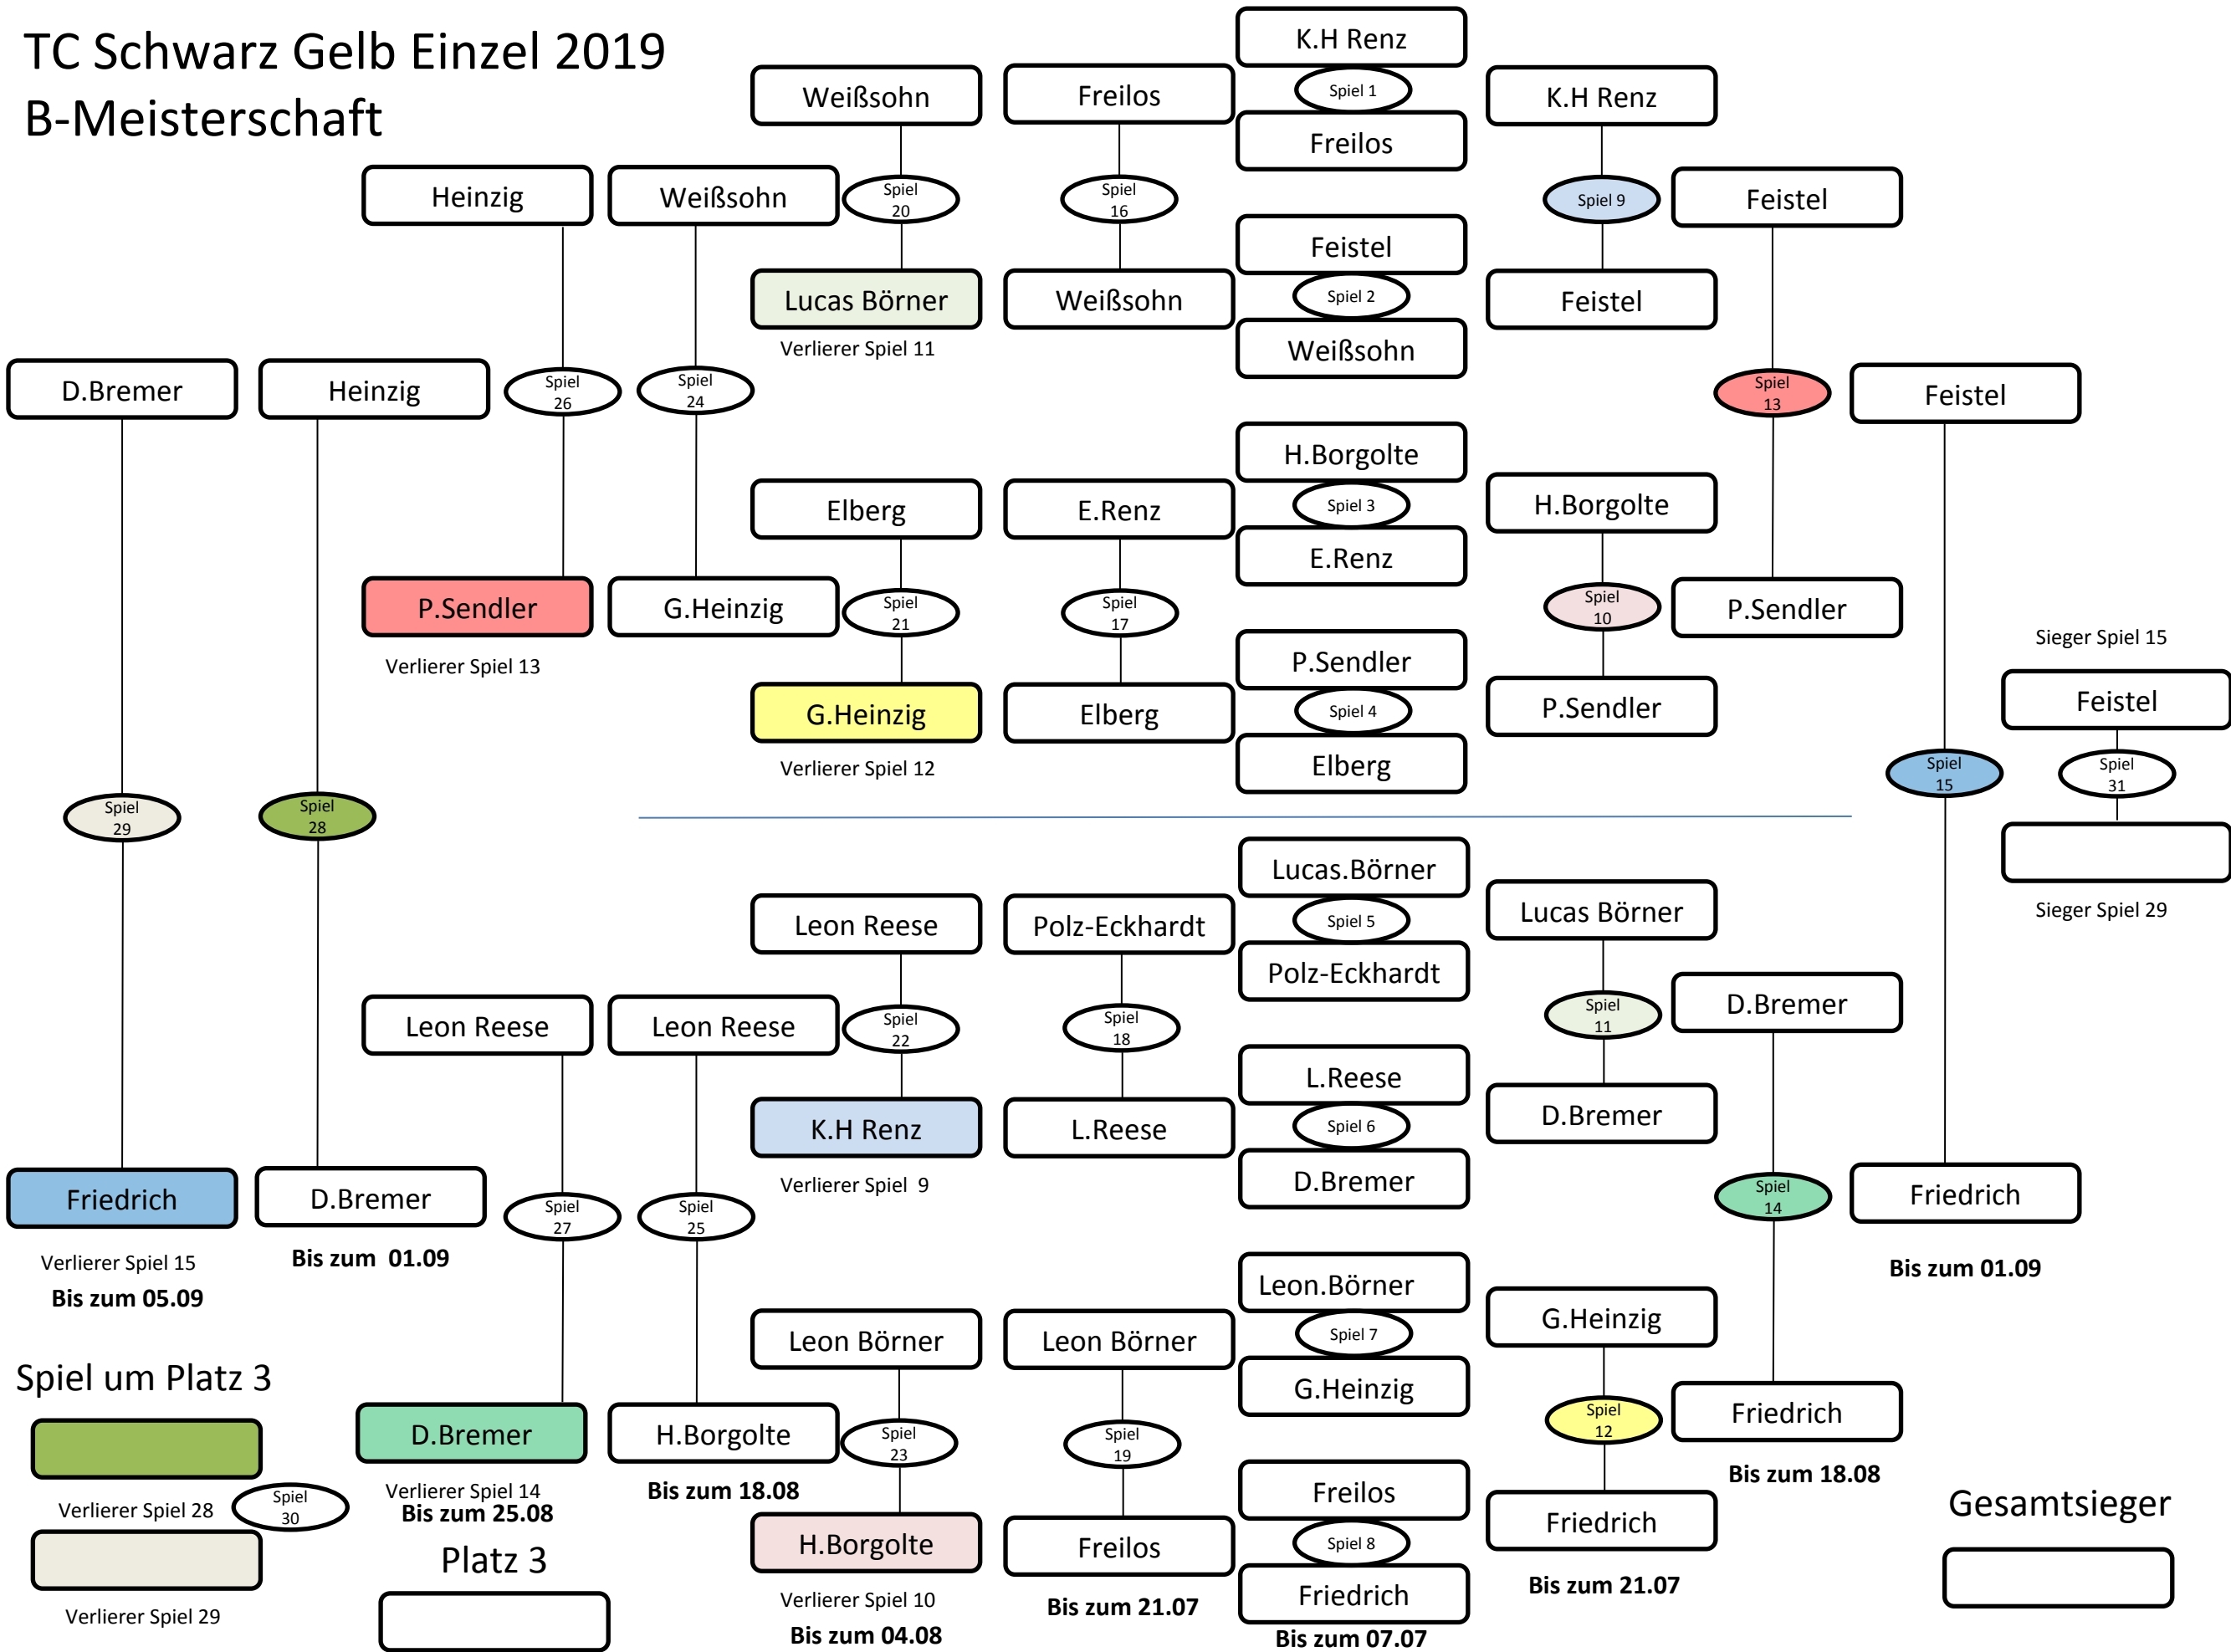 TC Schwarz Gelb Einzel 2019
B-Meisterschaft
D.Bremer
Spiel
29
Friedrich
Verlierer Spiel 15
Bis zum 05.09
Heinzig
Spiel
28
D.Bremer
Bis zum  01.09
Heinzig
Spiel
26
P.Sendler
Verlierer Spiel 13
Leon Reese
Spiel
27
D.Bremer
Verlierer Spiel 14
Bis zum 25.08
Weißsohn
Spiel
24
G.Heinzig
Leon Reese
Spiel
25
H.Borgolte
Bis zum 18.08
Weißsohn
Spiel
20
Lucas Börner
Verlierer Spiel 11
Elberg
Spiel
21
G.Heinzig
Verlierer Spiel 12
Leon Reese
Spiel
22
K.H Renz
Verlierer Spiel  9
Leon Börner
Spiel
23
H.Borgolte
Verlierer Spiel 10
Bis zum 04.08
Freilos
Spiel
16
Weißsohn
E.Renz
Spiel
17
Elberg
Polz-Eckhardt
Spiel
18
L.Reese
Leon Börner
Spiel
19
Freilos
Bis zum 21.07
K.H Renz
Spiel 1
Freilos
Feistel
Spiel 2
Weißsohn
H.Borgolte
Spiel 3
E.Renz
P.Sendler
Spiel 4
Elberg
Lucas.Börner
Spiel 5
Polz-Eckhardt
L.Reese
Spiel 6
D.Bremer
Leon.Börner
Spiel 7
G.Heinzig
Freilos
Spiel 8
Friedrich
Bis zum 07.07
K.H Renz
Spiel 9
Feistel
H.Borgolte
Spiel
10
P.Sendler
Lucas Börner
Spiel
11
D.Bremer
G.Heinzig
Spiel
12
Friedrich
Bis zum 21.07
Feistel
Spiel
13
P.Sendler
D.Bremer
Spiel
14
Friedrich
Bis zum 18.08
Feistel
Spiel
15
Friedrich
Bis zum 01.09
Sieger Spiel 15
Feistel
Spiel
31
Sieger Spiel 29
Spiel um Platz 3
Verlierer Spiel 28
Spiel
30
Verlierer Spiel 29
Platz 3
Gesamtsieger